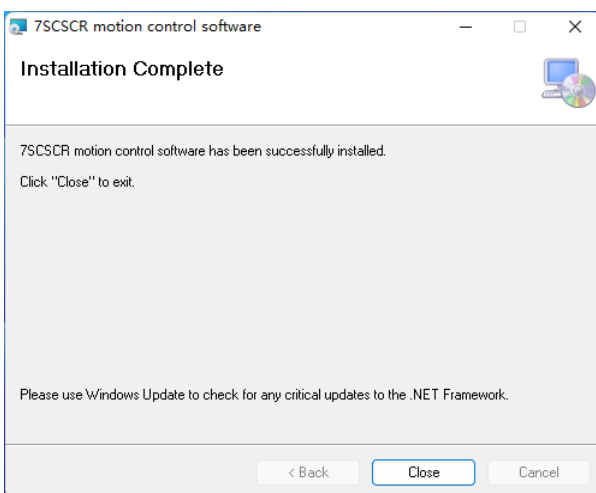 7SCSCR motion control software
Installation Complete
7SCSCR motion control software has been successfully installed.
Click "Close" to exit.
Please use Windows Update to check for any critical updates to the .NET Framework.
< Back
Close
Cancel